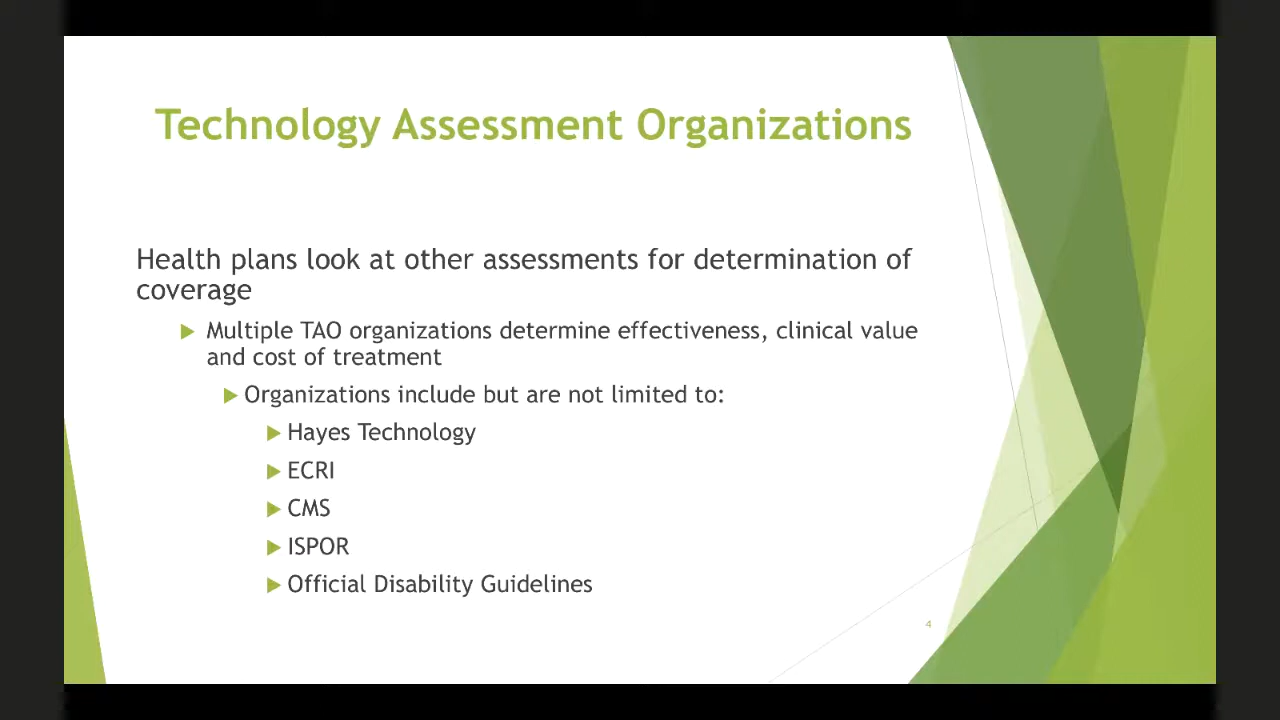 Technology Assessment Organizations
Health plans look at other assessments for determination of
coverage
Multiple TAO organizations determine effectiveness, clinical value
and cost of treatment
Organizations include but are not limited to:
Hayes Technology
ECRI
CMS
ISPOR
Official Disability Guidelines
4